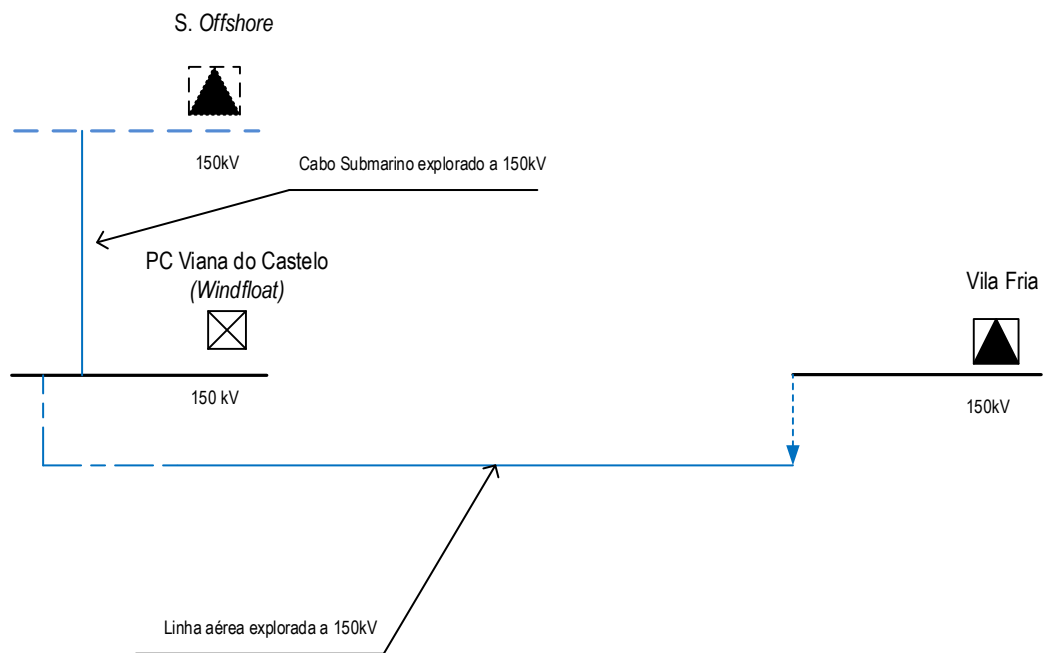 S. Offshore
150kV
Cabo Submarino explorado a 150kV
PC Viana do Castelo
(Windfloat)
150 kV
Vila Fria
150kV
Linha aérea explorada a 150kV